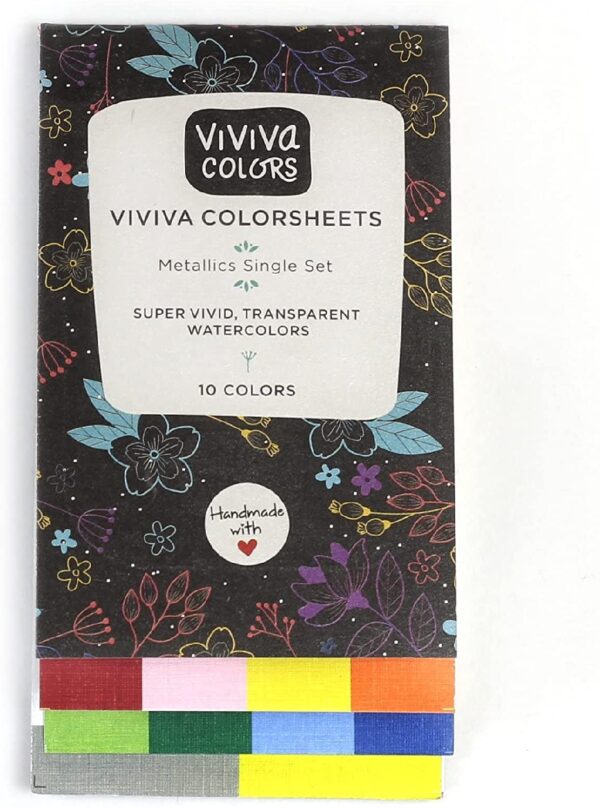 VIVIVA
COLORS
VIVIVA COLORSHEETS
Metallics Single Set
SUPER VIVID, TRANSPARENT
WATERCOLORS
10 COLORS
Handmade
with